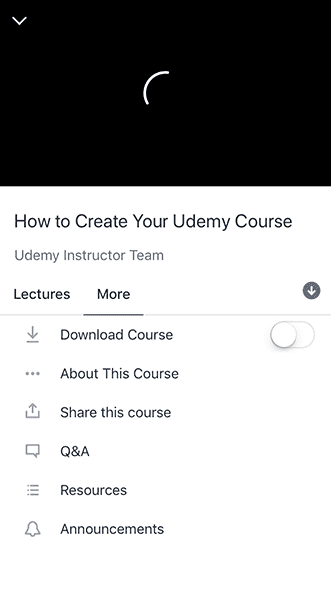 How to Create Your Udemy Course
Udemy Instructor Team
Lectures More
Download Course
About This Course
Share this course
Q&A
Resources
Announcements